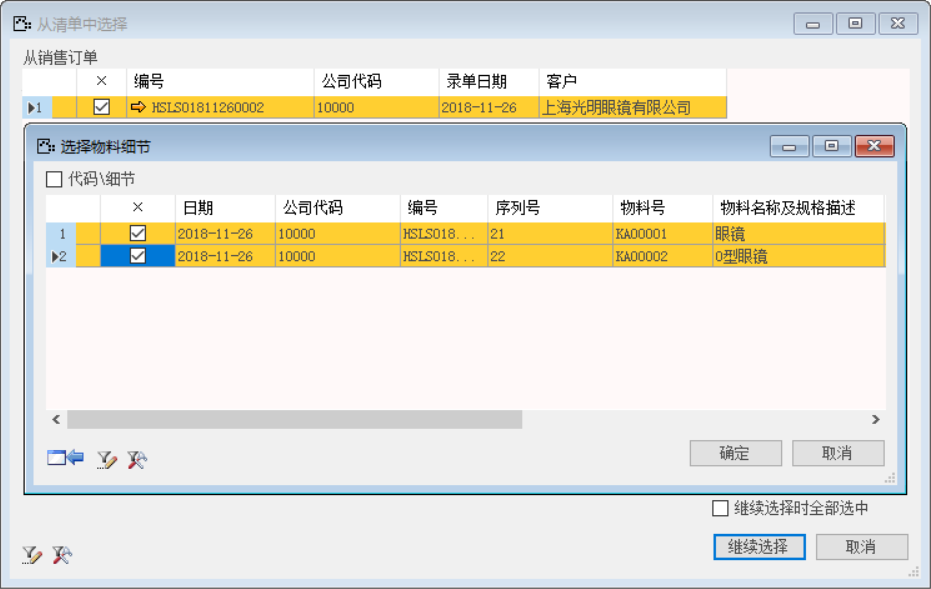 从清单中选择
从销售订单
× 编号 公司代码 录单日期 客户
1 HSLS01811260002 10000 2018-11-26 上海光明眼镜有限公司
选择物料细节
代码\细节
× 日期 公司代码 编号 序列号 物料号 物料名称及规格描述
1 2018-11-26 10000 HSLS018... 21 KA00001 眼镜
2 2018-11-26 10000 HSLS018... 22 KA00002 O型眼镜
确定 取消
继续选择时全部选中
继续选择 取消